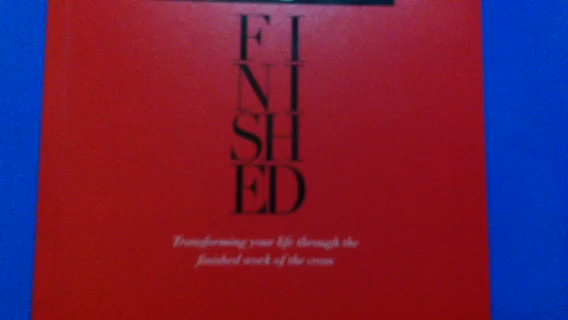 FI
NI
SH
ED
Transforming your life through the
finished work of the cross